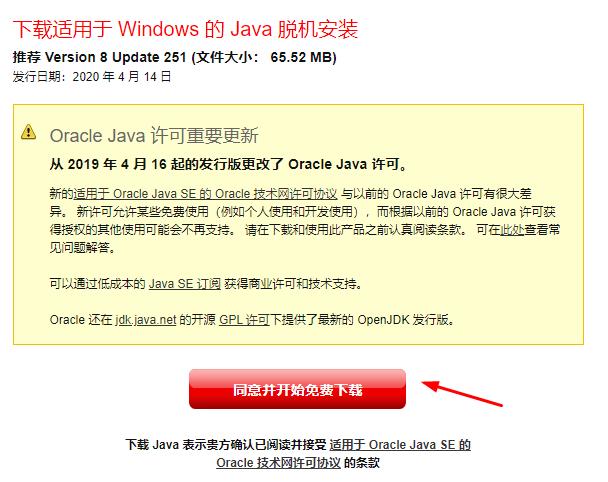 下载适用于 Windows 的 Java 脱机安装
推荐 Version 8 Update 251 (文件大小： 65.52 MB)
发行日期：2020 年 4 月 14 日
Oracle Java 许可重要更新
从 2019 年 4 月 16 起的发行版更改了 Oracle Java 许可。
新的适用于 Oracle Java SE 的 Oracle 技术网许可协议 与以前的 Oracle Java 许可有很大差
异。 新许可允许某些免费使用（例如个人使用和开发使用），而根据以前的 Oracle Java 许可获
得授权的其他使用可能会不再支持。 请在下载和使用此产品之前认真阅读条款。 可在此处查看常
见问题解答。
可以通过低成本的 Java SE 订阅 获得商业许可和技术支持。
Oracle 还在 jdk.java.net 的开源 GPL 许可下提供了最新的 OpenJDK 发行版。
同意并开始免费下载
下载 Java 表示贵方确认已阅读并接受 适用于 Oracle Java SE 的
Oracle 技术网许可协议 的条款